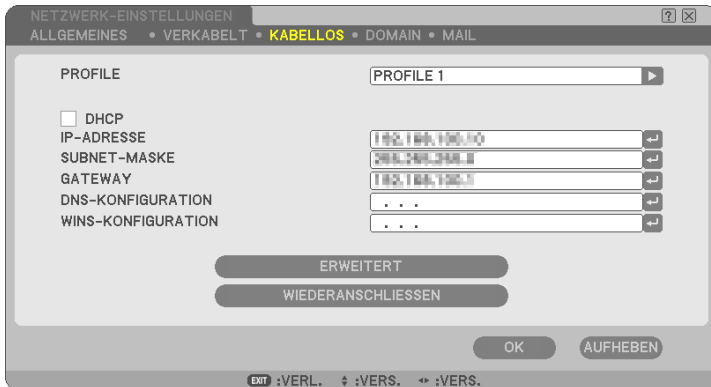 NETZWERK-EINSTELLUNGEN
ALLGEMEINES • VERKABELT • KABELLOS • DOMAIN • MAIL
PROFILE PROFILE 1
DHCP
IP-ADRESSE
SUBNET-MASKE
GATEWAY
DNS-KONFIGURATION . . .
WINS-KONFIGURATION . . .
ERWEITERT
WIEDERANSCHLIESSEN
OK AUFHEBEN
EXIT :VERL. :VERS. :VERS.